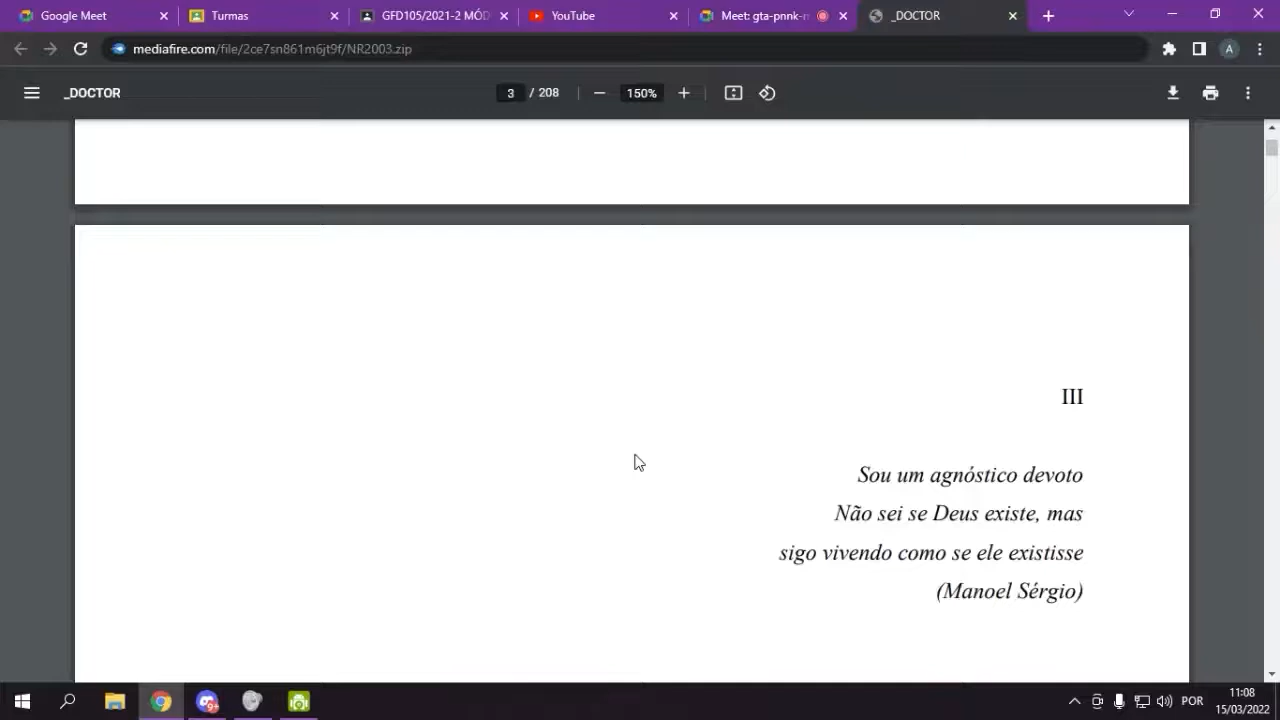 Google Meet
Turmas
GFD105/2021-2 MÓD
YouTube
Meet: gta-pnnk-n
_DOCTOR
mediafire.com/file/2ce7sn861m6jt9f/NR2003.zip
A
_DOCTOR
3 / 208
150%
III
Sou um agnóstico devoto
Não sei se Deus existe, mas
sigo vivendo como se ele existisse
(Manoel Sérgio)
POR
11:08
15/03/2022